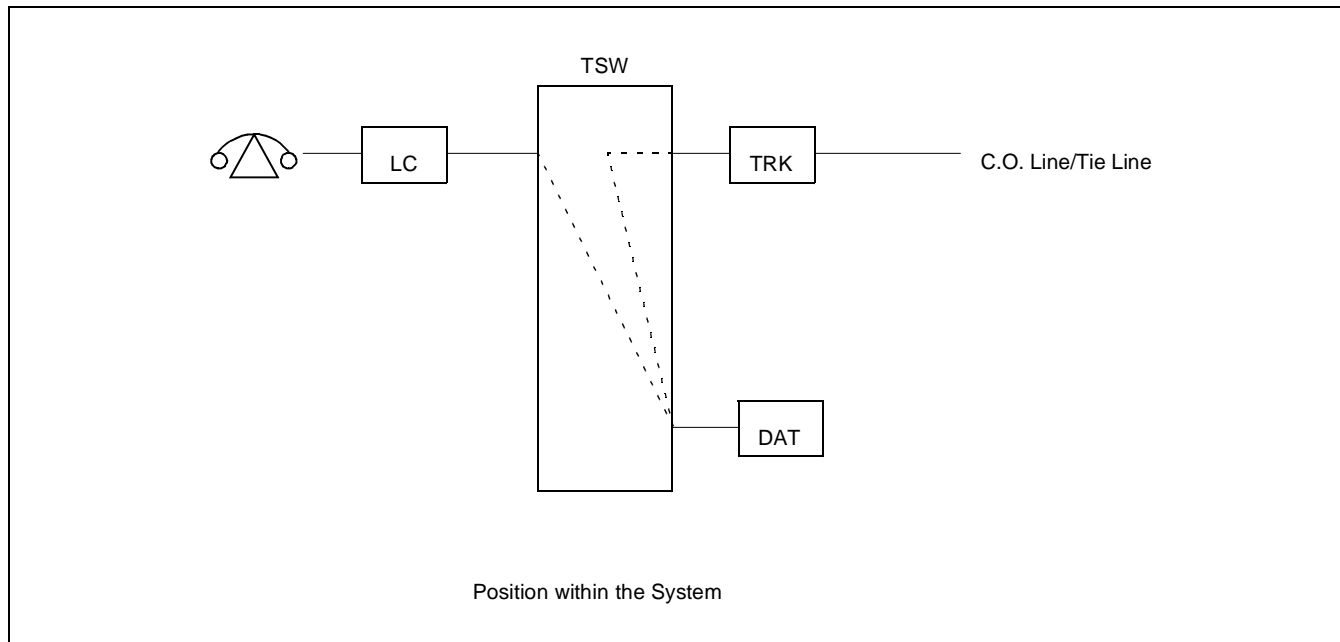 TSW
LC
TRK
C.O. Line/Tie Line
DAT
Position within the System